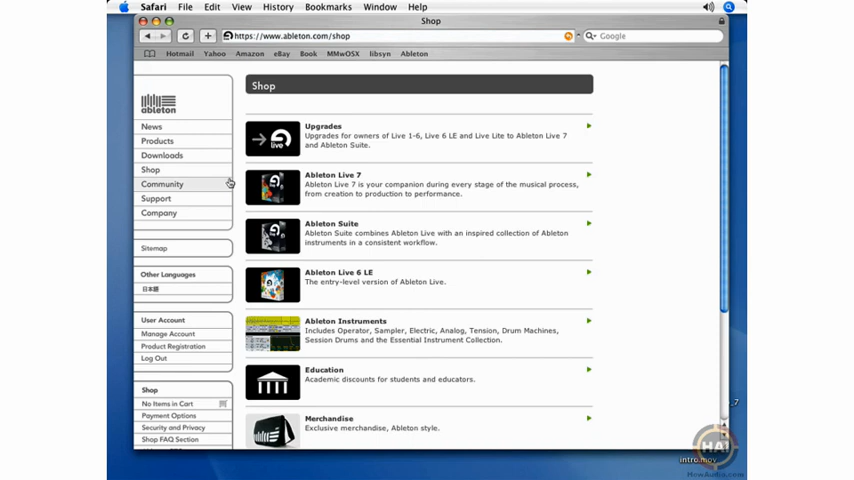 Safari File Edit View History Bookmarks Window Help
Shop
https://www.ableton.com/shop
Google
Hotmail Yahoo Amazon eBay Book MMwOSX libsyn Ableton
ableton
News
Products
Downloads
Shop
Community
Support
Company
Sitemap
Other Languages
日本語
User Account
Manage Account
Product Registration
Log Out
Shop
No Items in Cart
Payment Options
Security and Privacy
Shop FAQ Section
Shop
live
Upgrades
Upgrades for owners of Live 1-6, Live 6 LE and Live Lite to Ableton Live 7
and Ableton Suite.
Ableton Live 7
Ableton Live 7 is your companion during every stage of the musical process,
from creation to production to performance.
Ableton Suite
Ableton Suite combines Ableton Live with an inspired collection of Ableton
instruments in a consistent workflow.
Ableton Live 6 LE
The entry-level version of Ableton Live.
Ableton Instruments
Includes Operator, Sampler, Electric, Analog, Tension, Drum Machines,
Session Drums and the Essential Instrument Collection.
Education
Academic discounts for students and educators.
Merchandise
Exclusive merchandise, Ableton style.
_7
HA
intro.mov
HowAudio.com